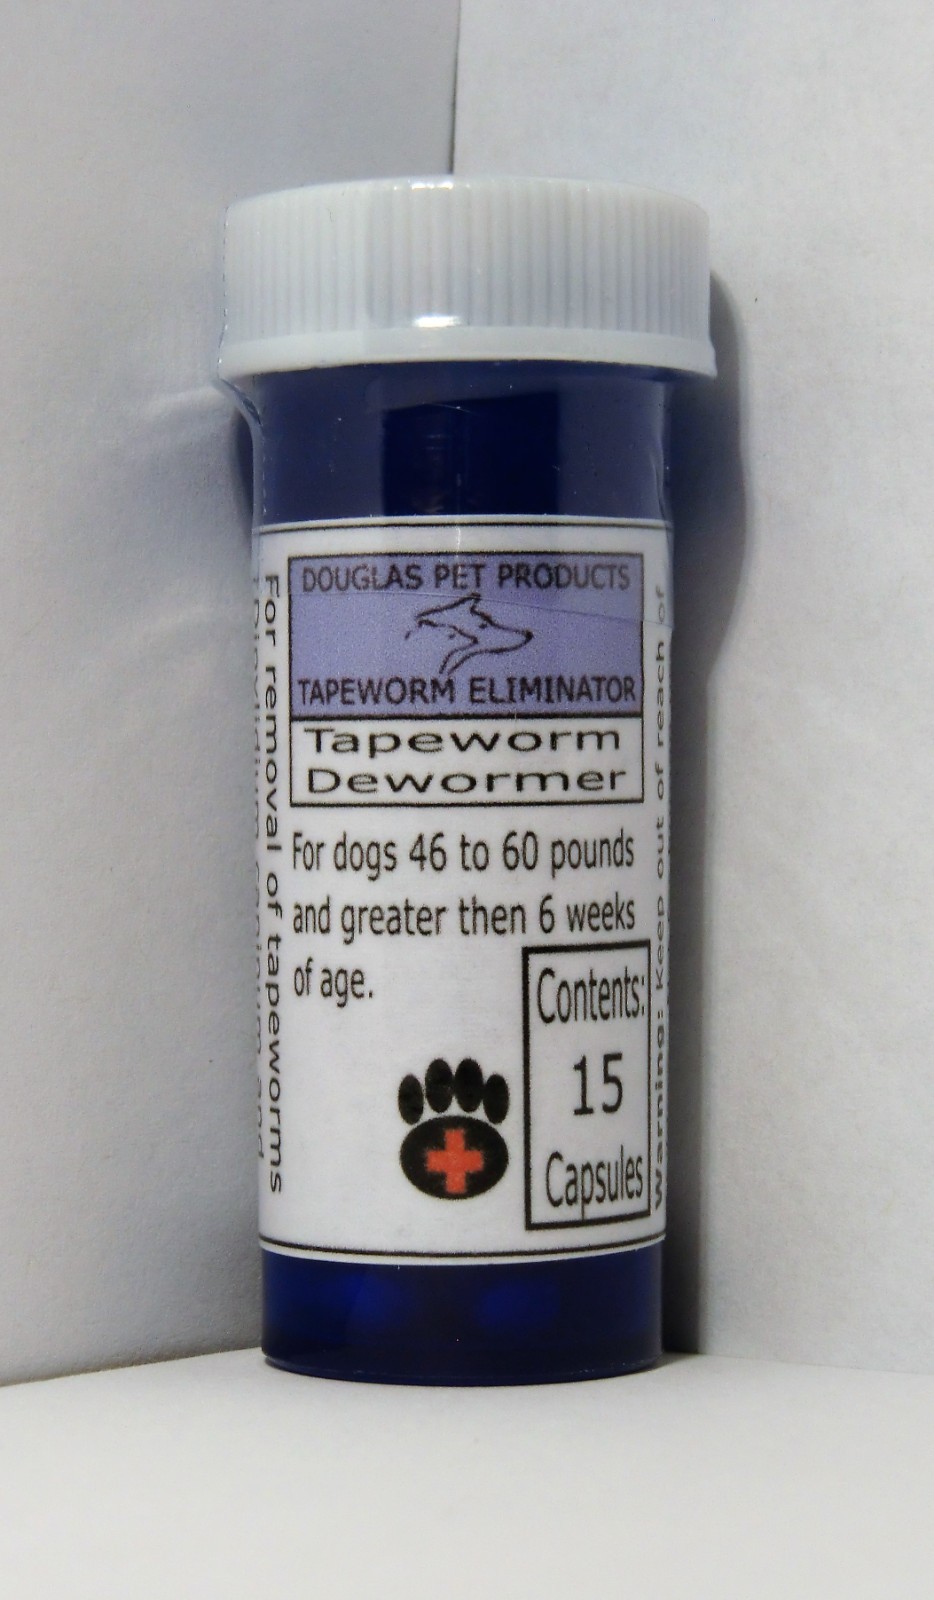 DOUGLAS PET PRODUCTS
TAPEWORM ELIMINATOR
Tapeworm
Dewormer
For dogs 46 to 60 pounds
and greater then 6 weeks
of age.
Contents:
15
Capsules
For removal of tapeworms
Warning: Keep out of reach of